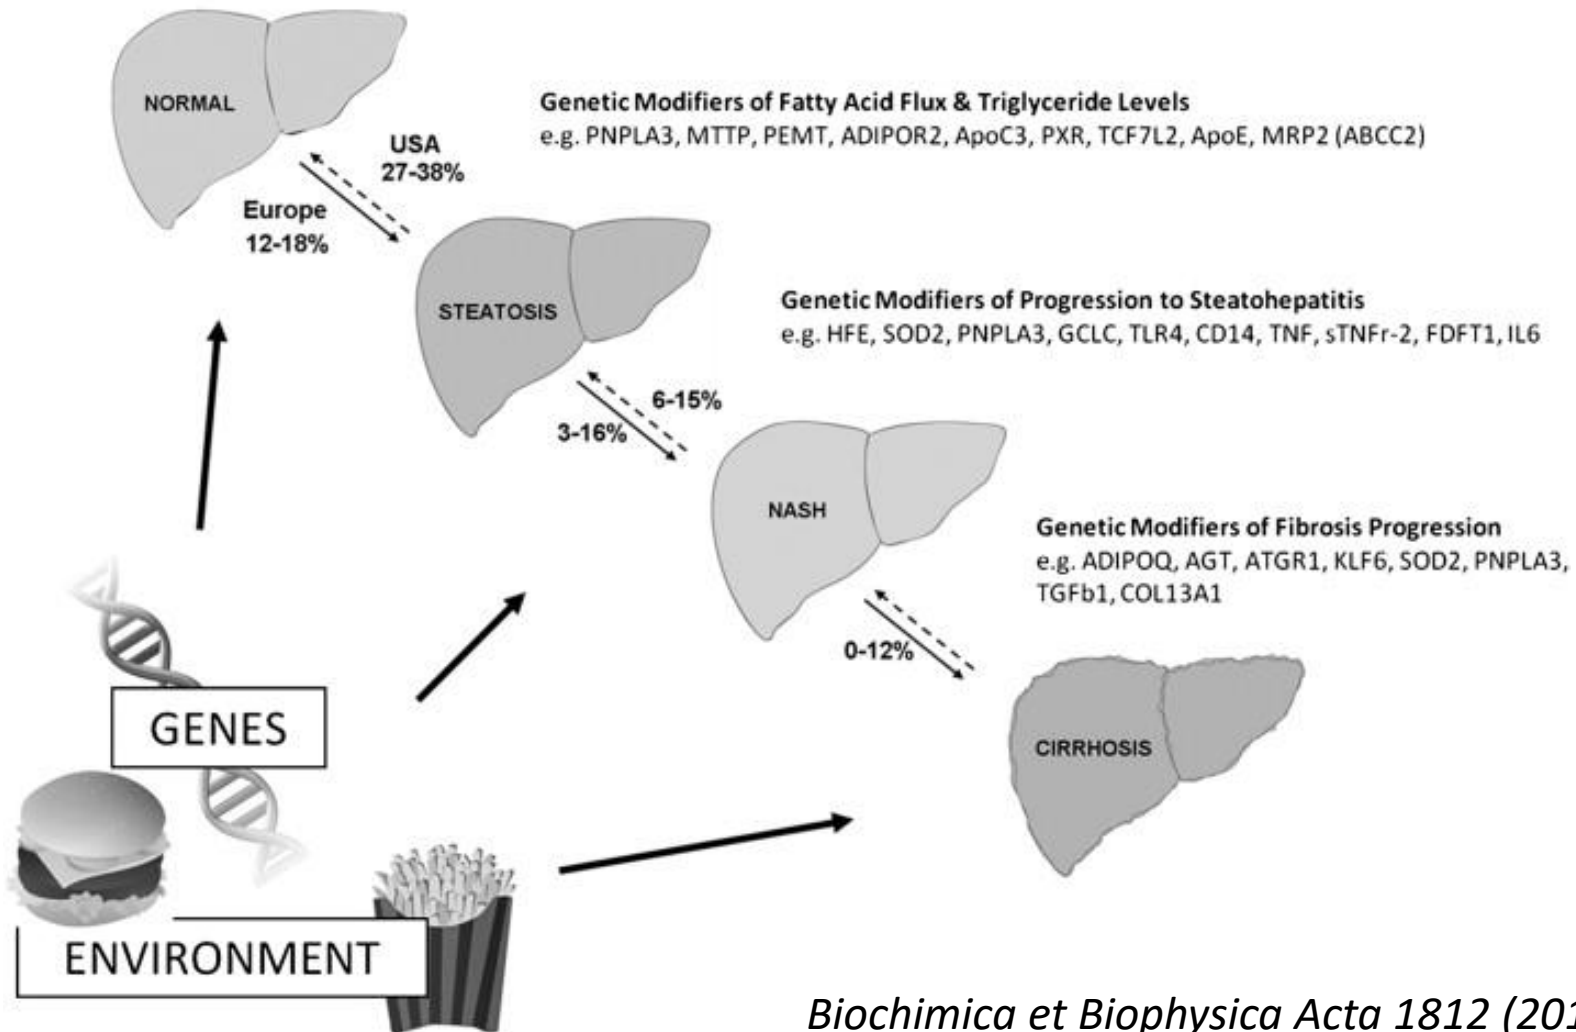 NORMAL
Genetic Modifiers of Fatty Acid Flux & Triglyceride Levels
e.g. PNPLA3, MTTP, PEMT, ADIPOR2, ApoC3, PXR, TCF7L2, ApoE, MRP2 (ABCC2)
USA
27-38%
Europe
12-18%
STEATOSIS
Genetic Modifiers of Progression to Steatohepatitis
e.g. HFE, SOD2, PNPLA3, GCLC, TLR4, CD14, TNF, sTNFr-2, FDFT1, IL6
6-15%
3-16%
NASH
Genetic Modifiers of Fibrosis Progression
e.g. ADIPOQ, AGT, ATGR1, KLF6, SOD2, PNPLA3,
TGFb1, COL13A1
0-12%
CIRRHOSIS
GENES
ENVIRONMENT
Biochimica et Biophysica Acta 1812 (201